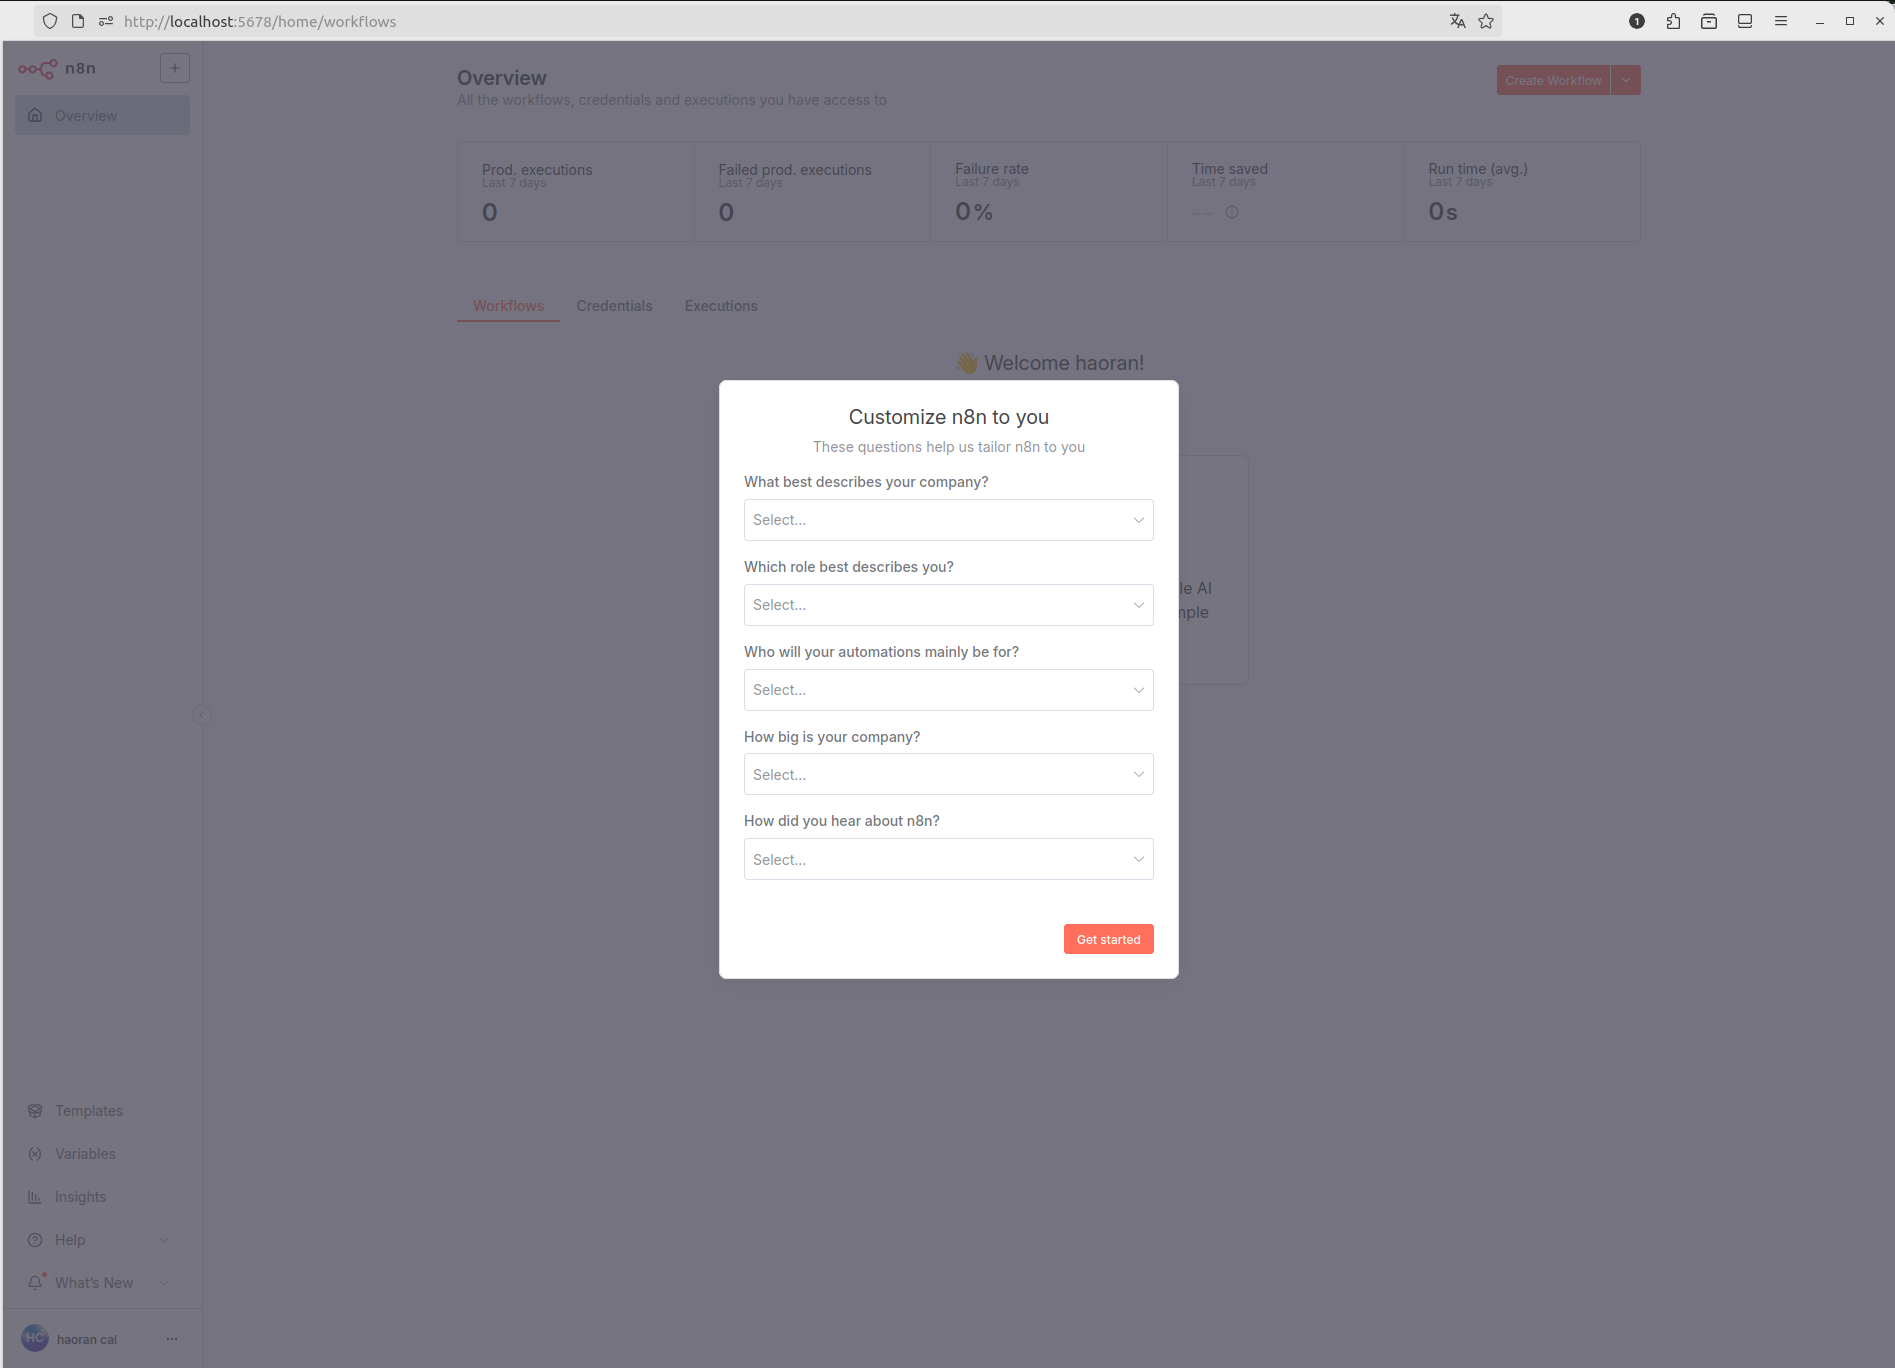 http://localhost:5678/home/workflows
1
n8n
Overview
Overview
All the workflows, credentials and executions you have access to
Create Workflow
Prod. executions
Last 7 days
0
Failed prod. executions
Last 7 days
0
Failure rate
Last 7 days
0%
Time saved
Last 7 days
--
Run time (avg.)
Last 7 days
0s
Workflows
Credentials
Executions
👋 Welcome haoran!
Customize n8n to you
These questions help us tailor n8n to you
What best describes your company?
Select...
Which role best describes you?
Select...
le AI
mple
Who will your automations mainly be for?
Select...
How big is your company?
Select...
How did you hear about n8n?
Select...
Get started
Templates
Variables
Insights
Help
What's New
HC
haoran cai